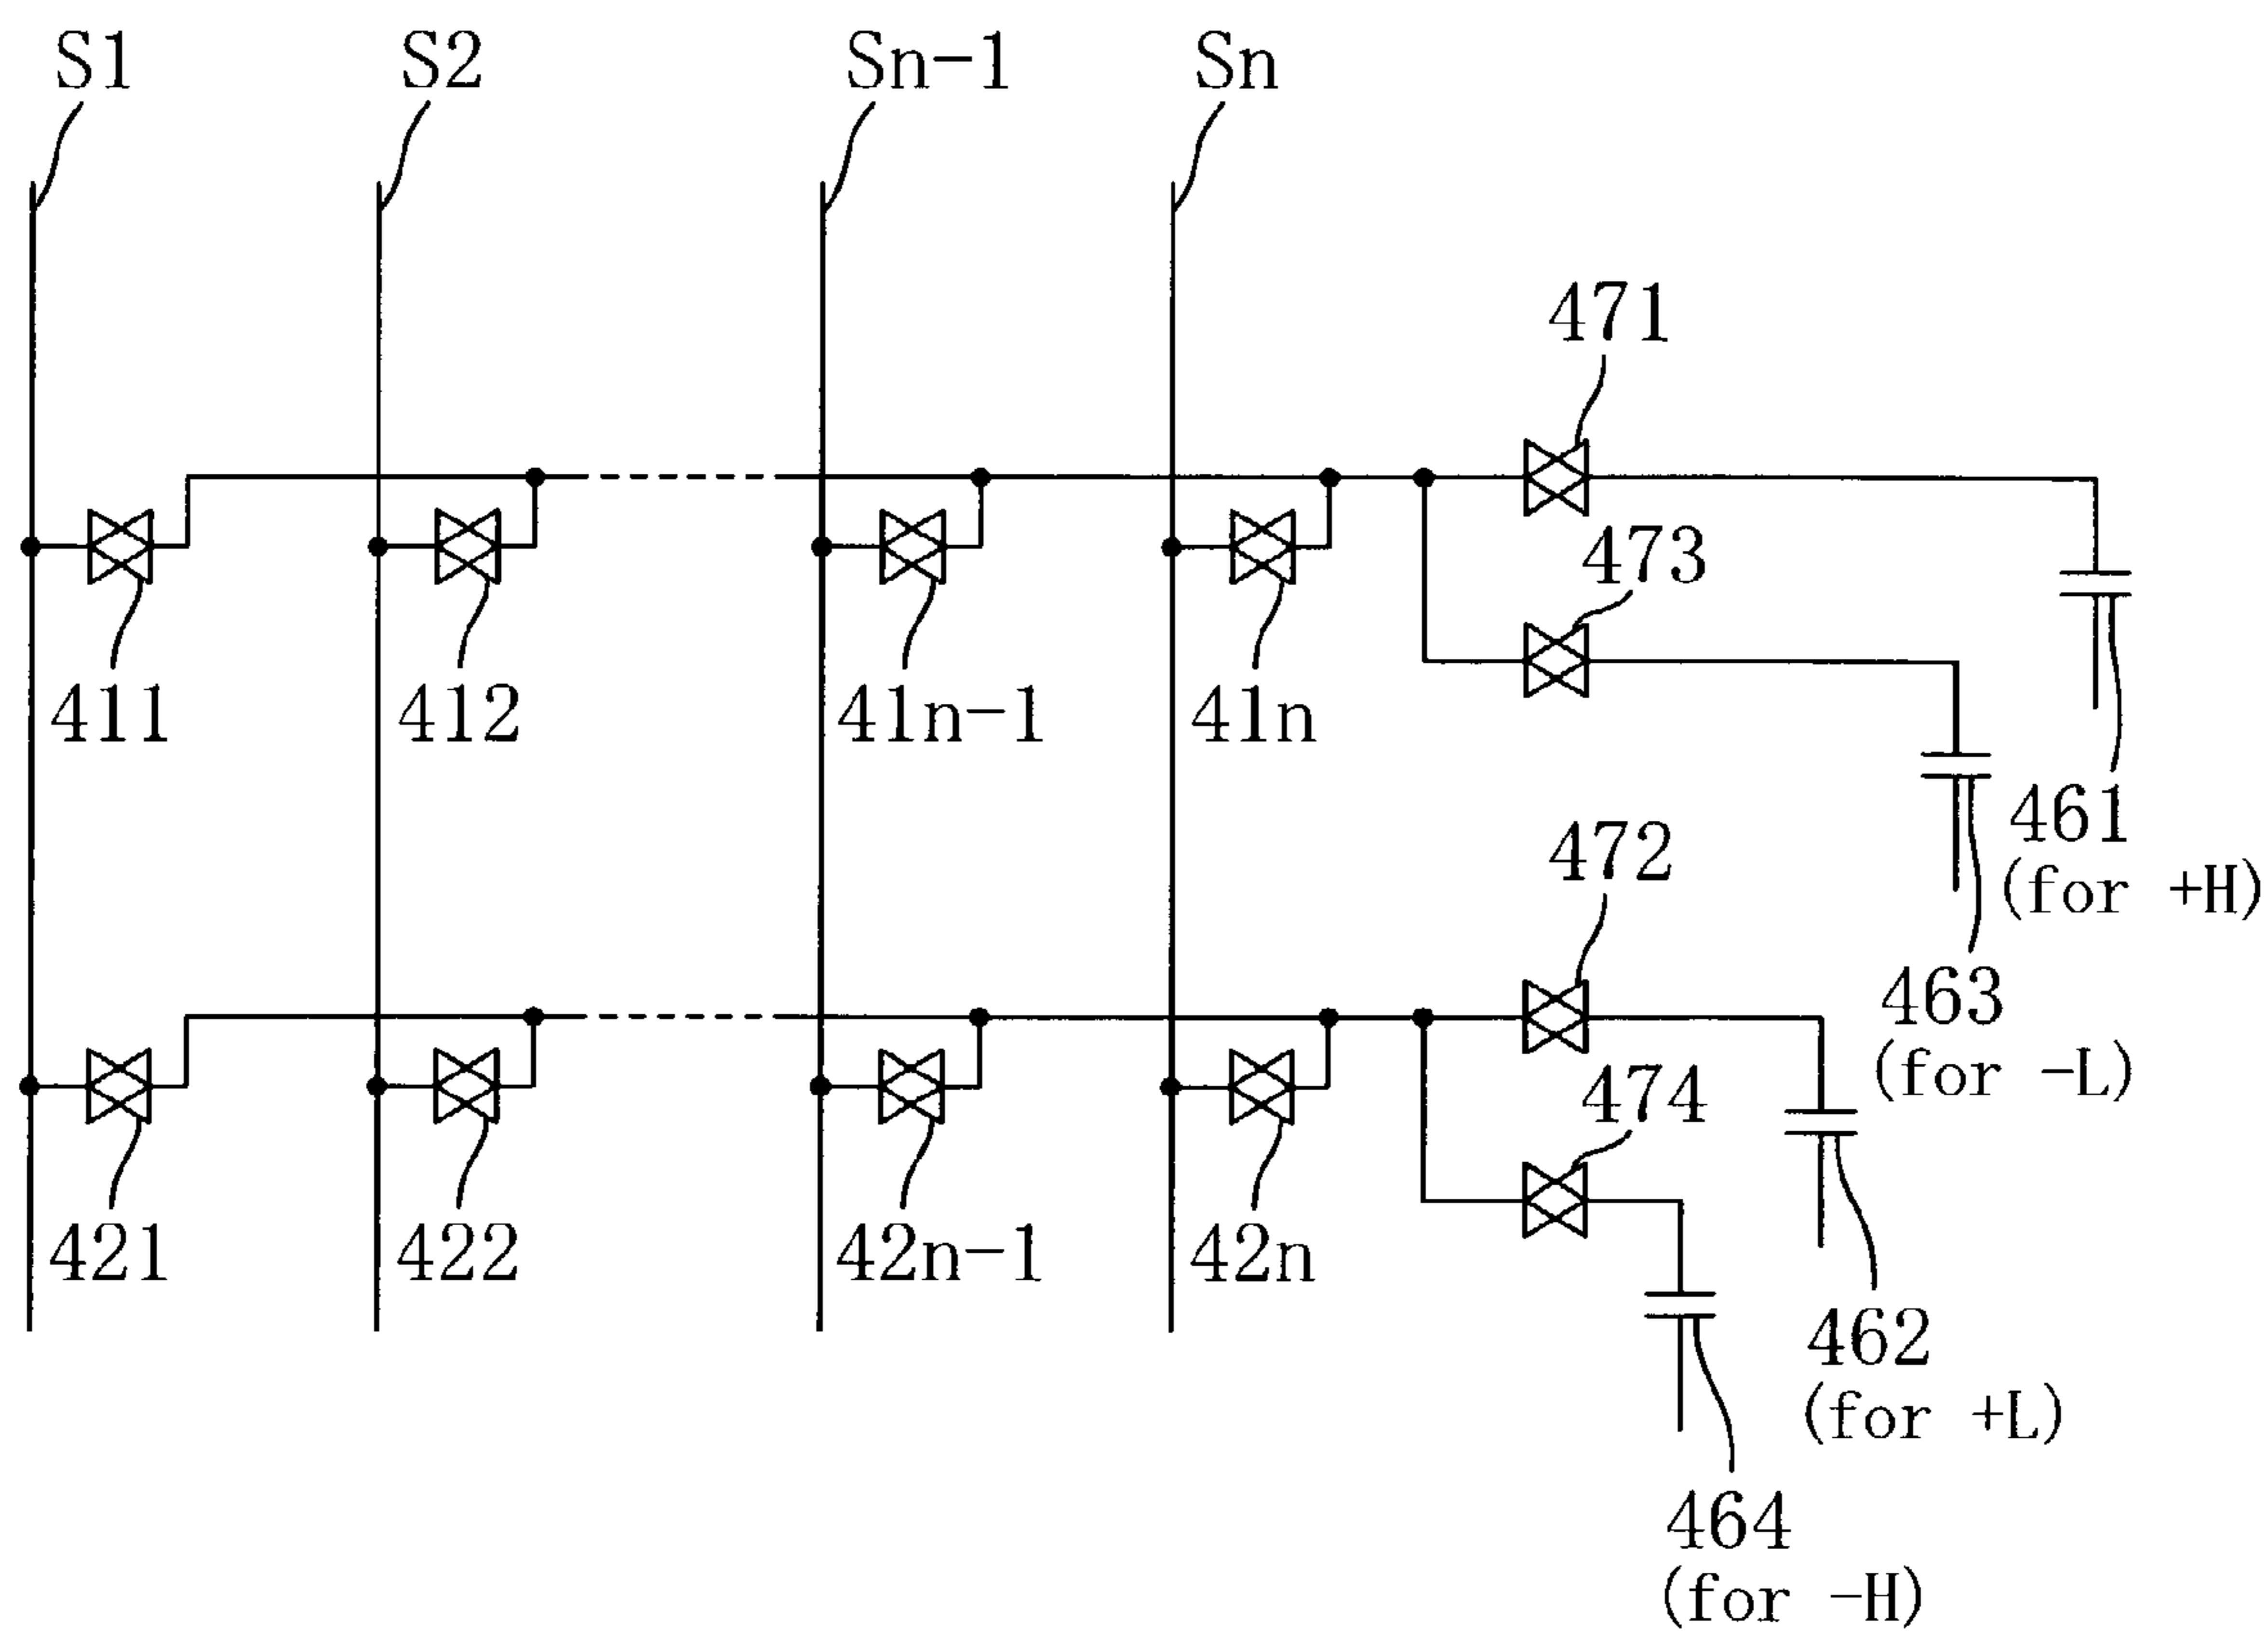 S1
S2
Sn-1
Sn
471
473
411
412
41n-1
41n
461
(for +H)
472
463
(for -L)
474
421
422
42n-1
42n
462
(for +L)
464
(for -H)